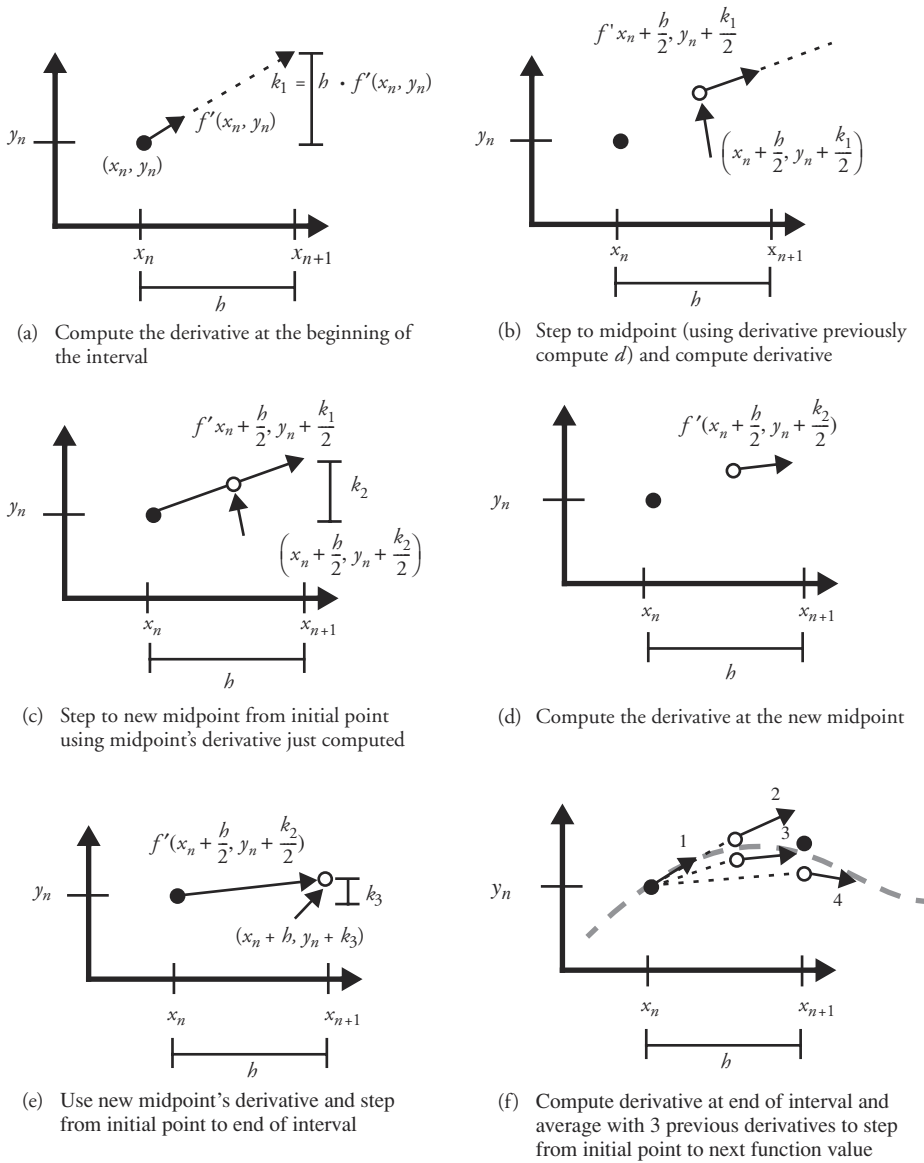 k₁ = h · f′(xₙ, yₙ)
f′(xₙ, yₙ)
yₙ
(xₙ, yₙ)
xₙ
xₙ₊₁
h
(a) Compute the derivative at the beginning of
the interval
f' xₙ + h/2, yₙ + k₁/2
yₙ
(xₙ + h/2, yₙ + k₁/2)
xₙ
xₙ₊₁
h
(b) Step to midpoint (using derivative previously
compute d) and compute derivative
f′ xₙ + h/2, yₙ + k₁/2
k₂
yₙ
(xₙ + h/2, yₙ + k₂/2)
xₙ
xₙ₊₁
h
(c) Step to new midpoint from initial point
using midpoint's derivative just computed
f′(xₙ + h/2, yₙ + k₂/2)
yₙ
xₙ
xₙ₊₁
h
(d) Compute the derivative at the new midpoint
f′(xₙ + h/2, yₙ + k₂/2)
yₙ
k₃
(xₙ + h, yₙ + k₃)
xₙ
xₙ₊₁
h
(e) Use new midpoint's derivative and step
from initial point to end of interval
2
1
3
yₙ
4
xₙ
xₙ₊₁
h
(f) Compute derivative at end of interval and
average with 3 previous derivatives to step
from initial point to next function value